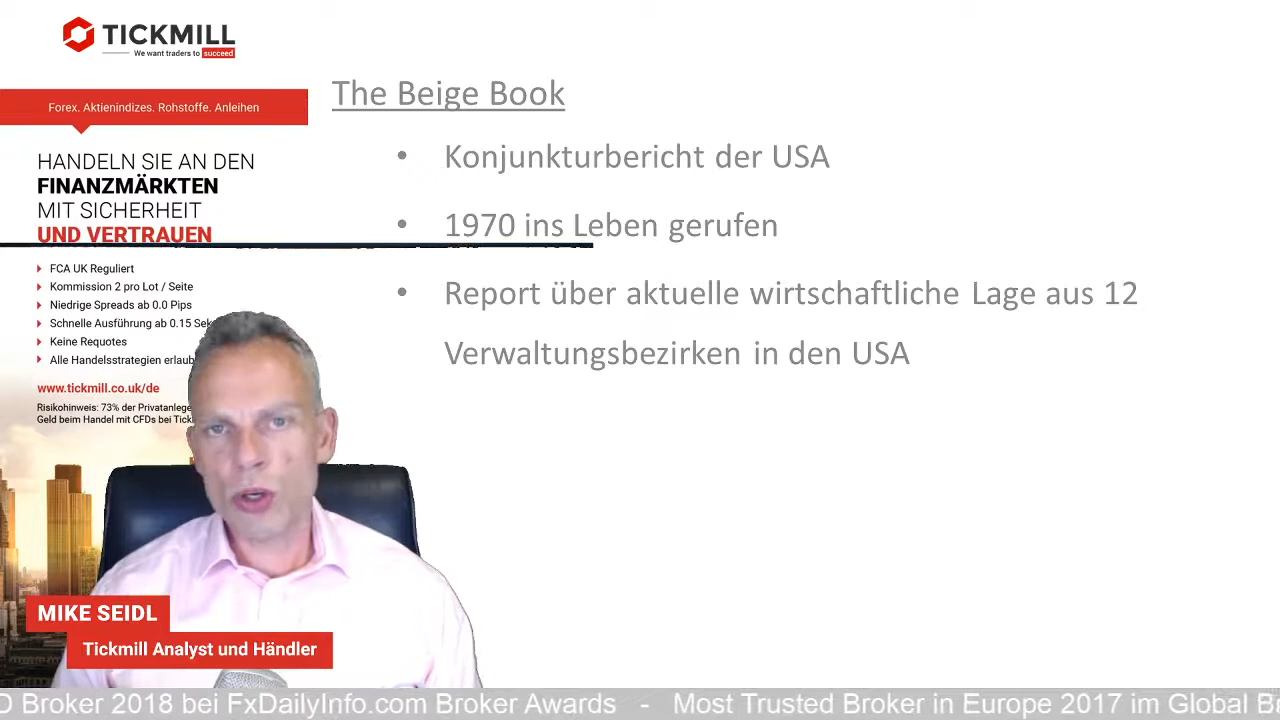 TICKMILL
We want traders to succeed
Forex. Aktienindizes. Rohstoffe. Anleihen
HANDELN SIE AN DEN
FINANZMÄRKTEN
MIT SICHERHEIT
UND VERTRAUEN
FCA UK Reguliert
Kommission 2 pro Lot / Seite
Niedrige Spreads ab 0.0 Pips
Schnelle Ausführung ab 0.15
Keine Requotes
Alle Handelsstrategien
www.tickmill.co.uk/de
Risikohinweis: 73% der
Geld beim Handel mit CFDs bei
The Beige Book
• Konjunkturbericht der USA
• 1970 ins Leben gerufen
• Report über aktuelle wirtschaftliche Lage aus 12
Verwaltungsbezirken in den USA
MIKE SEIDL
Tickmill Analyst und Händler
Broker 2018 bei FxDailyInfo.com Broker Awards - Most Trusted Broker in Europe 2017 im Global